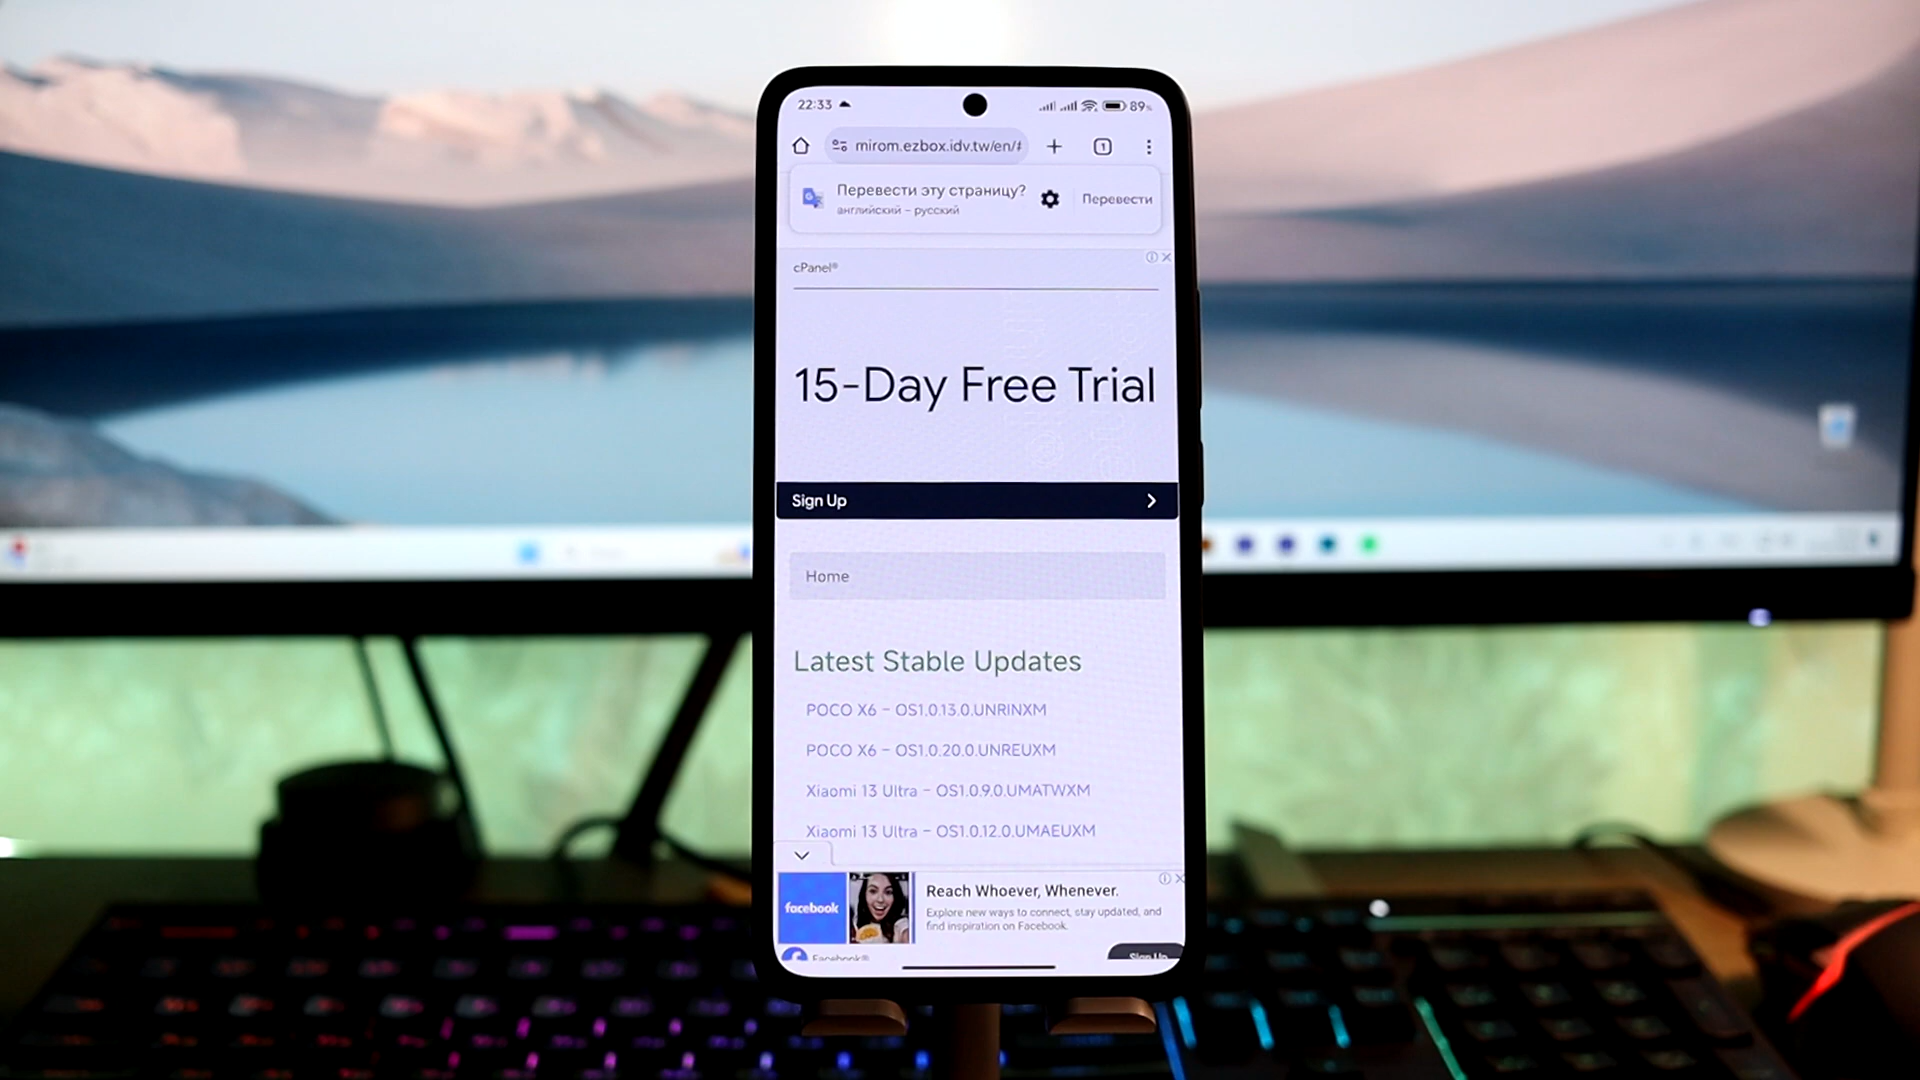 22:33
89%
mirom.ezbox.idv.tw/en/#
1
Перевести эту страницу?
английский – русский
Перевести
cPanel®
15-Day Free Trial
Sign Up
Home
Latest Stable Updates
POCO X6 – OS1.0.13.0.UNRINXM
POCO X6 – OS1.0.20.0.UNREUXM
Xiaomi 13 Ultra – OS1.0.9.0.UMATWXM
Xiaomi 13 Ultra – OS1.0.12.0.UMAEUXM
facebook
Reach Whoever, Whenever.
Explore new ways to connect, stay updated, and
find inspiration on Facebook.
Facebook®
Sign Up